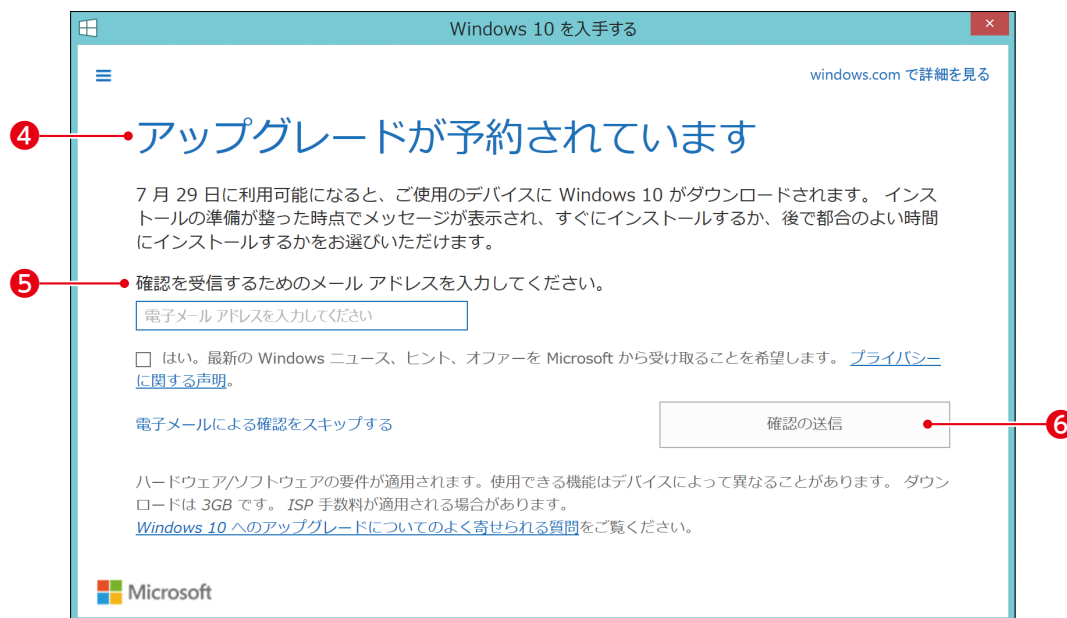 Windows 10 を入手する
×
windows.com で詳細を見る
4
アップグレードが予約されています
7 月 29 日に利用可能になると、ご使用のデバイスに Windows 10 がダウンロードされます。 インス
トールの準備が整った時点でメッセージが表示され、すぐにインストールするか、後で都合のよい時間
にインストールするかをお選びいただけます。
5
確認を受信するためのメール アドレスを入力してください。
電子メール アドレスを入力してください
はい。最新の Windows ニュース、ヒント、オファーを Microsoft から受け取ることを希望します。 プライバシー
に関する声明。
電子メールによる確認をスキップする
確認の送信
6
ハードウェア/ソフトウェアの要件が適用されます。使用できる機能はデバイスによって異なることがあります。 ダウン
ロードは 3GB です。 ISP 手数料が適用される場合があります。
Windows 10 へのアップグレードについてのよく寄せられる質問をご覧ください。
Microsoft